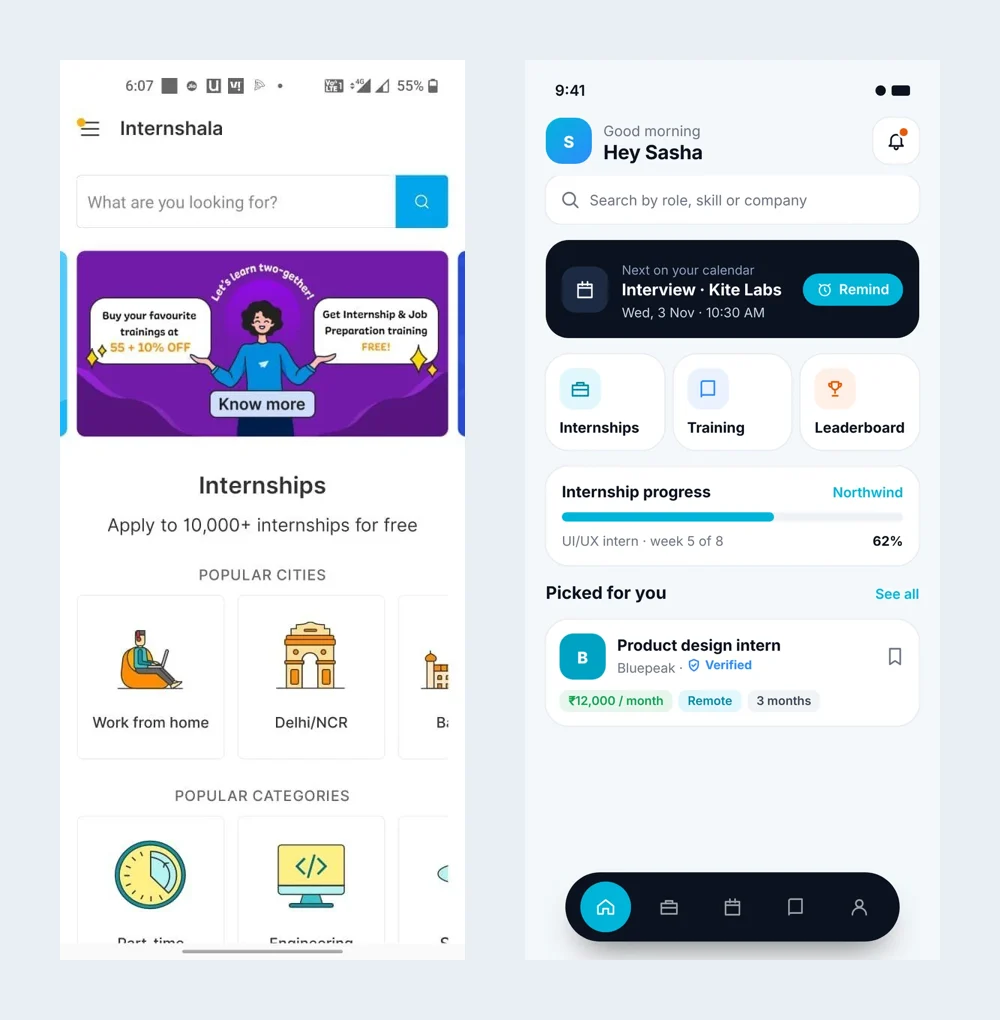 6:07
55%
Internshala
What are you looking for?
Let's learn two-gether!
Buy your favourite
trainings at
55 + 10% OFF
Get Internship & Job
Preparation training
FREE!
Know more
Internships
Apply to 10,000+ internships for free
POPULAR CITIES
Work from home
Delhi/NCR
Ba
POPULAR CATEGORIES
Part-time
Engineering
S
9:41
S
Good morning
Hey Sasha
Search by role, skill or company
Next on your calendar
Interview · Kite Labs
Wed, 3 Nov · 10:30 AM
Remind
Internships
Training
Leaderboard
Internship progress
Northwind
UI/UX intern · week 5 of 8
62%
Picked for you
See all
B
Product design intern
Bluepeak · Verified
₹12,000 / month
Remote
3 months